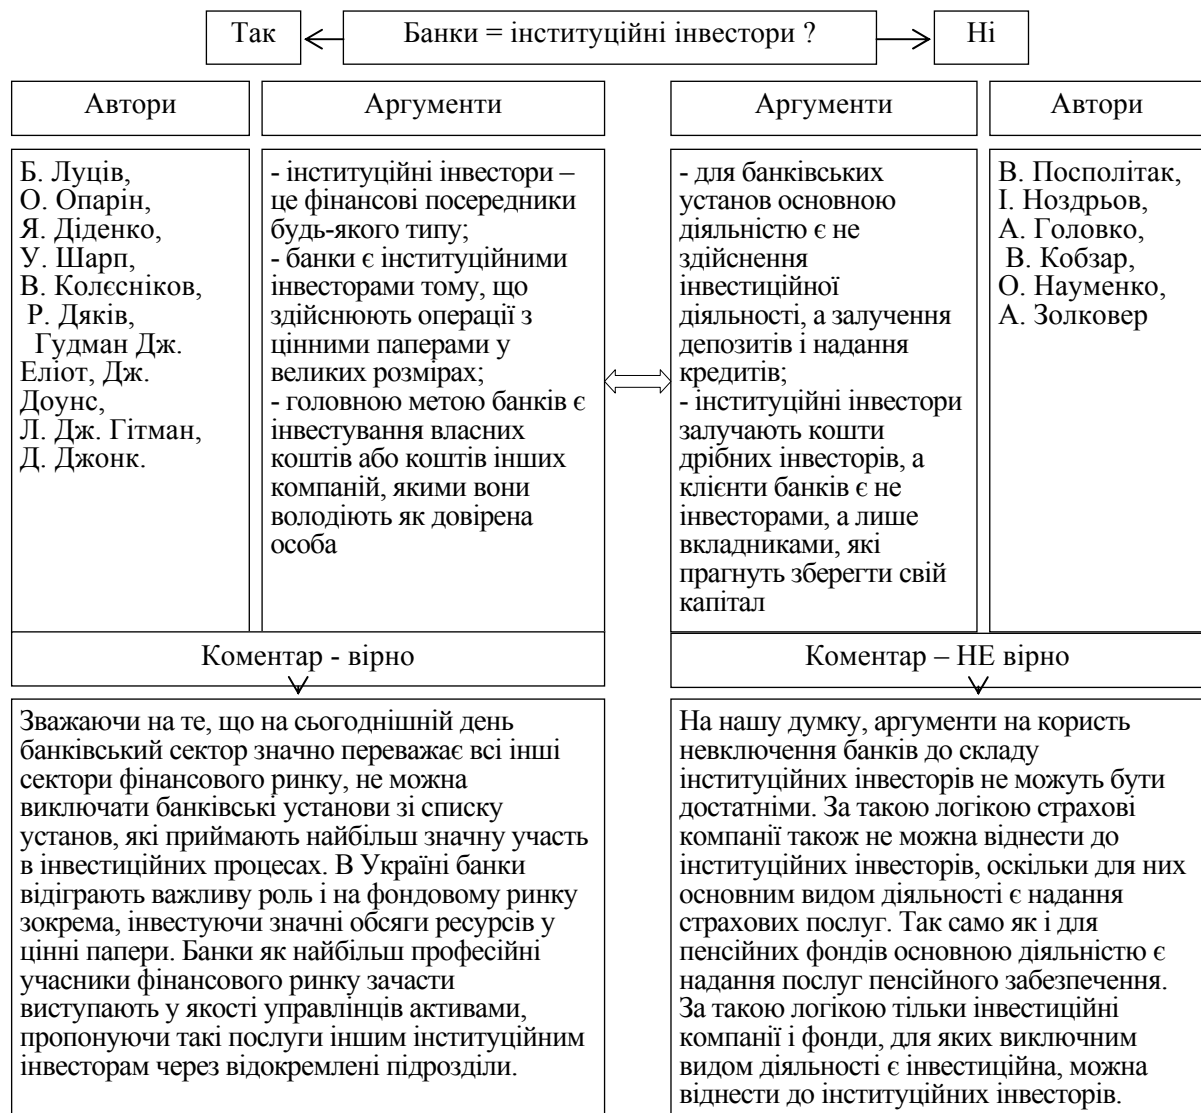 Так
Банки = інституційні інвестори ?
Ні
Автори
Аргументи
Аргументи
Автори
Б. Луців,
О. Опарін,
Я. Діденко,
У. Шарп,
В. Колєсніков,
Р. Дяків,
Гудман Дж.
Еліот, Дж.
Доунс,
Л. Дж. Гітман,
Д. Джонк.
- інституційні інвестори –
це фінансові посередники
будь-якого типу;
- банки є інституційними
інвесторами тому, що
здійснюють операції з
цінними паперами у
великих розмірах;
- головною метою банків є
інвестування власних
коштів або коштів інших
компаній, якими вони
володіють як довірена
особа
- для банківських
установ основною
діяльністю є не
здійснення
інвестиційної
діяльності, а залучення
депозитів і надання
кредитів;
- інституційні інвестори
залучають кошти
дрібних інвесторів, а
клієнти банків є не
інвесторами, а лише
вкладниками, які
прагнуть зберегти свій
капітал
В. Посполітак,
І. Ноздрьов,
А. Головко,
В. Кобзар,
О. Науменко,
А. Золковер
Коментар - вірно
Коментар – НЕ вірно
Зважаючи на те, що на сьогоднішній день
банківський сектор значно переважає всі інші
сектори фінансового ринку, не можна
виключати банківські установи зі списку
установ, які приймають найбільш значну участь
в інвестиційних процесах. В Україні банки
відіграють важливу роль і на фондовому ринку
зокрема, інвестуючи значні обсяги ресурсів у
цінні папери. Банки як найбільш професійні
учасники фінансового ринку зачасти
виступають у якості управлінців активами,
пропонуючи такі послуги іншим інституційним
інвесторам через відокремлені підрозділи.
На нашу думку, аргументи на користь
невключення банків до складу
інституційних інвесторів не можуть бути
достатніми. За такою логікою страхові
компанії також не можна віднести до
інституційних інвесторів, оскільки для них
основним видом діяльності є надання
страхових послуг. Так само як і для
пенсійних фондів основною діяльністю є
надання послуг пенсійного забезпечення.
За такою логікою тільки інвестиційні
компанії і фонди, для яких виключним
видом діяльності є інвестиційна, можна
віднести до інституційних інвесторів.